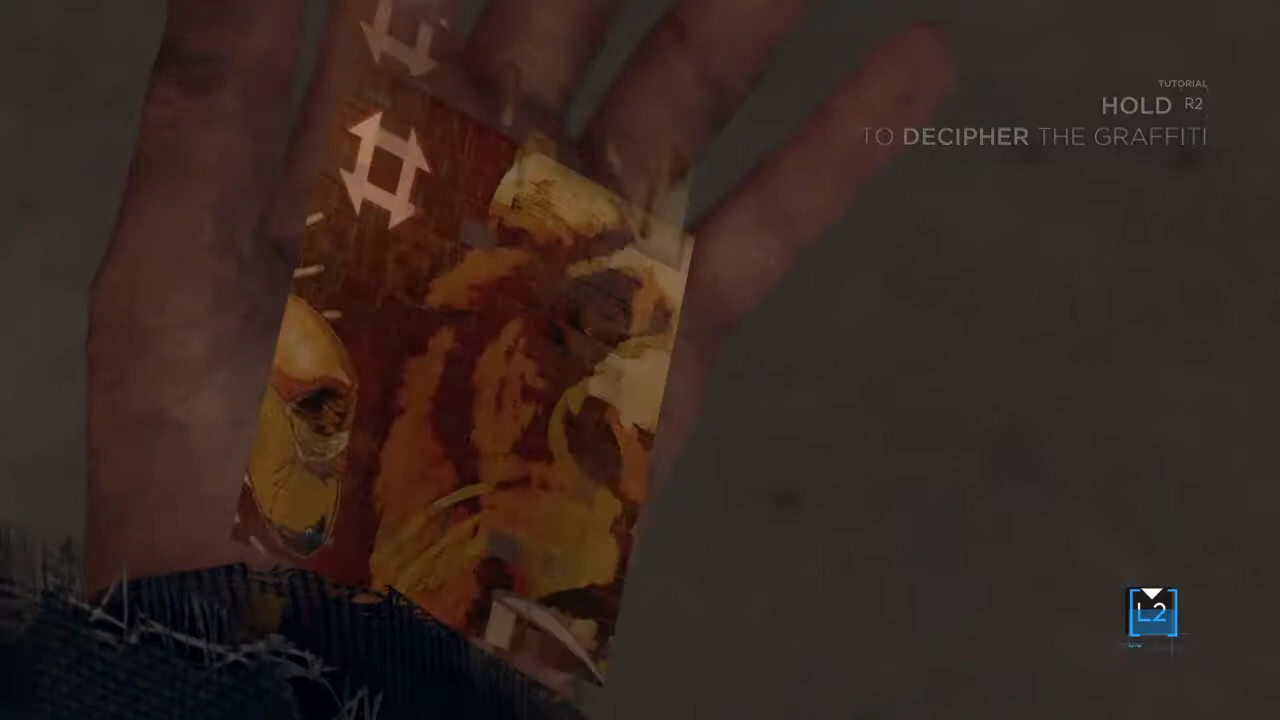 TUTORIAL
HOLD R2
TO DECIPHER THE GRAFFITI
L2